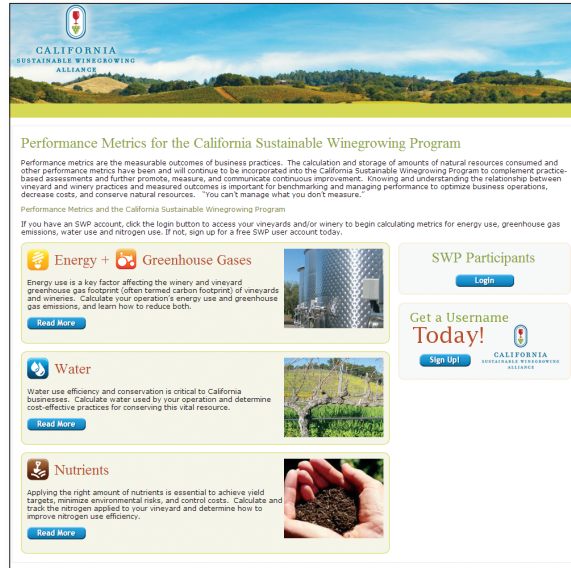 CALIFORNIA
SUSTAINABLE WINEGROWING
ALLIANCE
Performance Metrics for the California Sustainable Winegrowing Program
Performance metrics are the measurable outcomes of business practices. The calculation and storage of amounts of natural resources consumed and
other performance metrics have been and will continue to be incorporated into the California Sustainable Winegrowing Program to complement practice-
based assessments and further promote, measure, and communicate continuous improvement. Knowing and understanding the relationship between
vineyard and winery practices and measured outcomes is important for benchmarking and managing performance to optimize business operations,
decrease costs, and conserve natural resources. "You can't manage what you don't measure."
Performance Metrics and the California Sustainable Winegrowing Program
If you have an SWP account, click the login button to access your vineyards and/or winery to begin calculating metrics for energy use, greenhouse gas
emissions, water use and nitrogen use. If not, sign up for a free SWP user account today.
Energy + Greenhouse Gases
Energy use is a key factor affecting the winery and vineyard
greenhouse gas footprint (often termed carbon footprint) of vineyards
and wineries. Calculate your operation's energy use and greenhouse
gas emissions, and learn how to reduce both.
Read More
Water
Water use efficiency and conservation is critical to California
businesses. Calculate water used by your operation and determine
cost-effective practices for conserving this vital resource.
Read More
Nutrients
Applying the right amount of nutrients is essential to achieve yield
targets, minimize environmental risks, and control costs. Calculate and
track the nitrogen applied to your vineyard and determine how to
improve nitrogen use efficiency.
Read More
SWP Participants
Login
Get a Username
Today!
Sign Up!
CALIFORNIA
SUSTAINABLE WINEGROWING
ALLIANCE